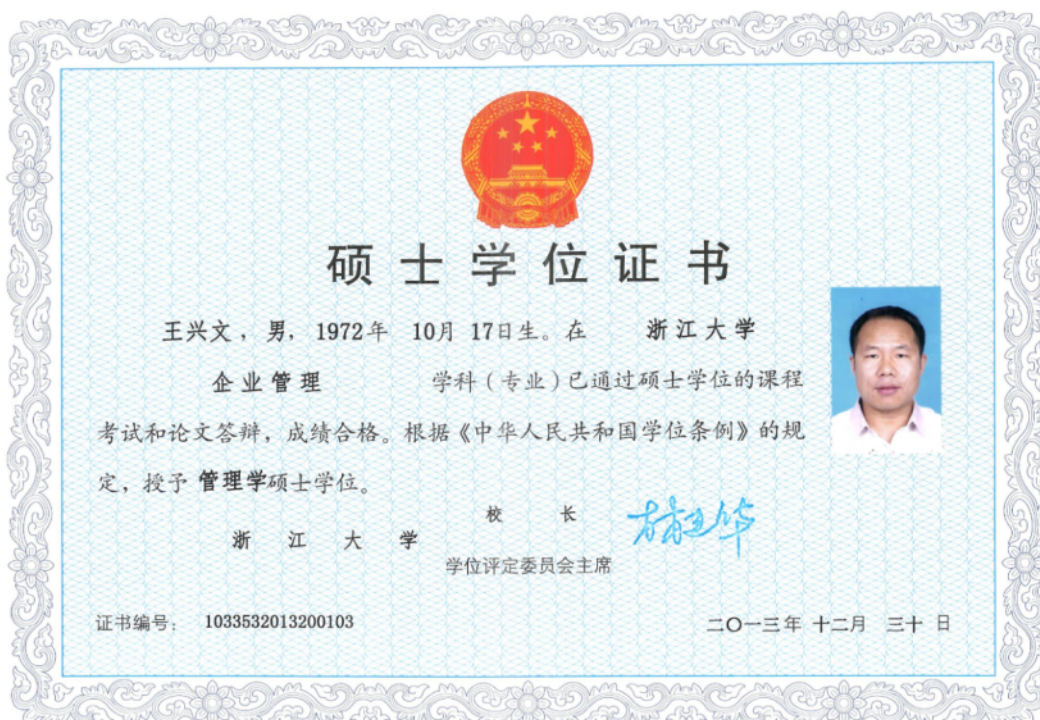 硕士学位证书
王兴文，男，1972年 10月 17日生。在 浙江大学
企业管理 学科（专业）已通过硕士学位的课程
考试和论文答辩，成绩合格。根据《中华人民共和国学位条例》的规
定，授予 管理学硕士学位。
浙江大学
校长
学位评定委员会主席
证书编号： 1033532013200103
二〇一三年 十二月 三十 日